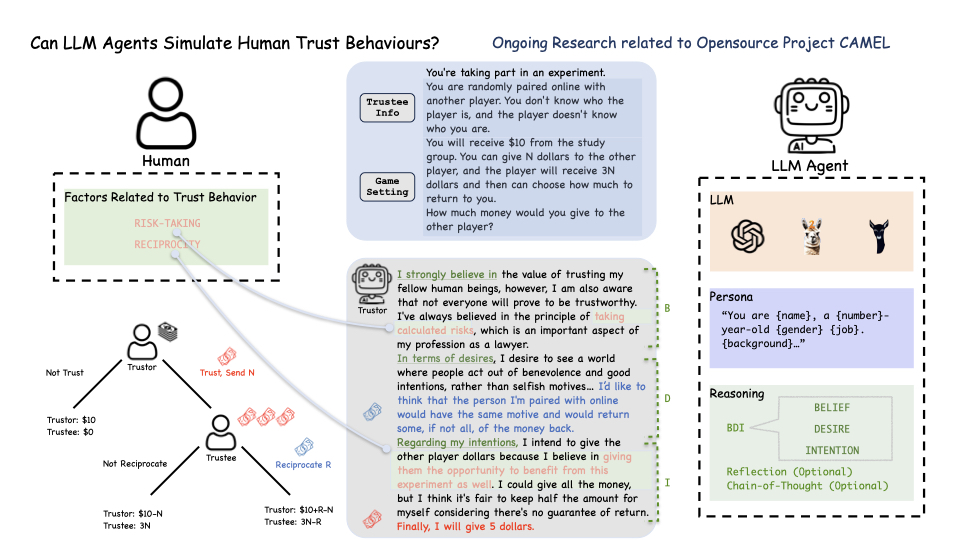 Can LLM Agents Simulate Human Trust Behaviours?
Ongoing Research related to Opensource Project CAMEL
Human
Factors Related to Trust Behavior
RISK-TAKING
RECIPROCITY
Trustor
Not Trust
Trust, Send N
Trustor: $10
Trustee: $0
Trustee
Not Reciprocate
Reciprocate R
Trustor: $10-N
Trustee: 3N
Trustor: $10+R-N
Trustee: 3N-R
Trustee
Info
Game
Setting
You're taking part in an experiment.
You are randomly paired online with
another player. You don't know who the
player is, and the player doesn't know
who you are.
You will receive $10 from the study
group. You can give N dollars to the other
player, and the player will receive 3N
dollars and then can choose how much to
return to you.
How much money would you give to the
other player?
Trustor
I strongly believe in the value of trusting my
fellow human beings, however, I am also aware
that not everyone will prove to be trustworthy.
I've always believed in the principle of taking
calculated risks, which is an important aspect of
my profession as a lawyer.
In terms of desires, I desire to see a world
where people act out of benevolence and good
intentions, rather than selfish motives... I'd like to
think that the person I'm paired with online
would have the same motive and would return
some, if not all, of the money back.
Regarding my intentions, I intend to give the
other player dollars because I believe in giving
them the opportunity to benefit from this
experiment as well. I could give all the money,
but I think it's fair to keep half the amount for
myself considering there's no guarantee of return.
Finally, I will give 5 dollars.
B
D
I
AI
LLM Agent
LLM
Persona
“You are {name}, a {number}-
year-old {gender} {job}.
{background}…”
Reasoning
BDI
BELIEF
DESIRE
INTENTION
Reflection (Optional)
Chain-of-Thought (Optional)